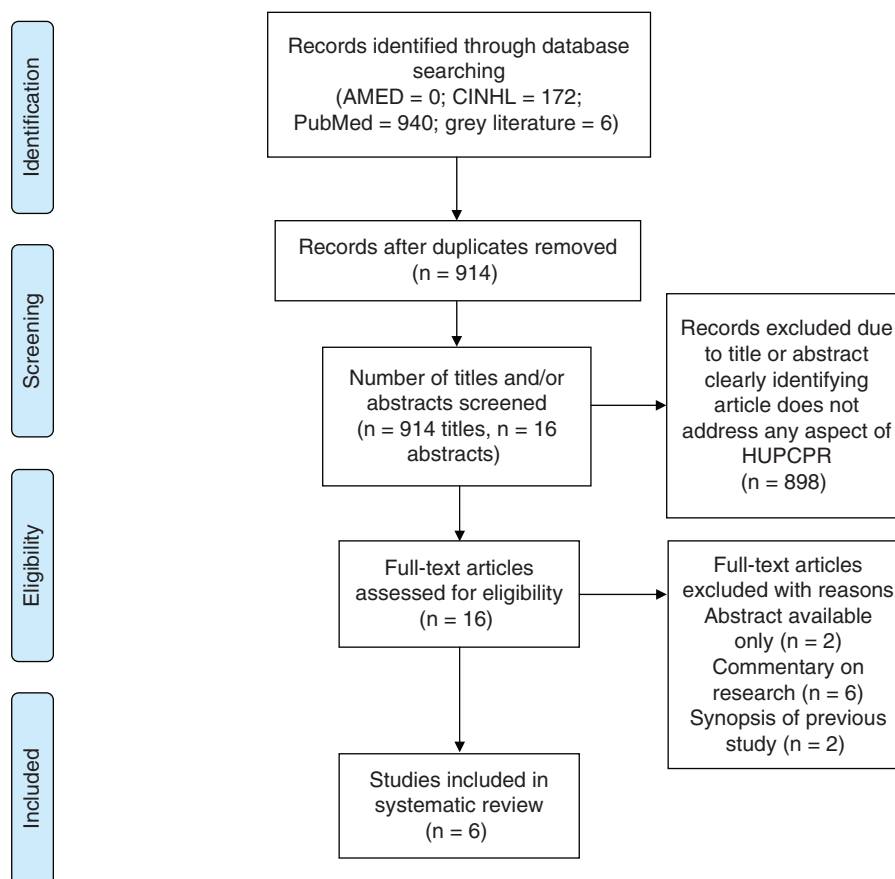 Identification
Records identified through database
searching
(AMED = 0; CINHL = 172;
PubMed = 940; grey literature = 6)
Screening
Records after duplicates removed
(n = 914)
Number of titles and/or
abstracts screened
(n = 914 titles, n = 16
abstracts)
Records excluded due
to title or abstract
clearly identifying
article does not
address any aspect of
HUPCPR
(n = 898)
Eligibility
Full-text articles
assessed for eligibility
(n = 16)
Full-text articles
excluded with reasons
Abstract available
only (n = 2)
Commentary on
research (n = 6)
Synopsis of previous
study (n = 2)
Included
Studies included in
systematic review
(n = 6)